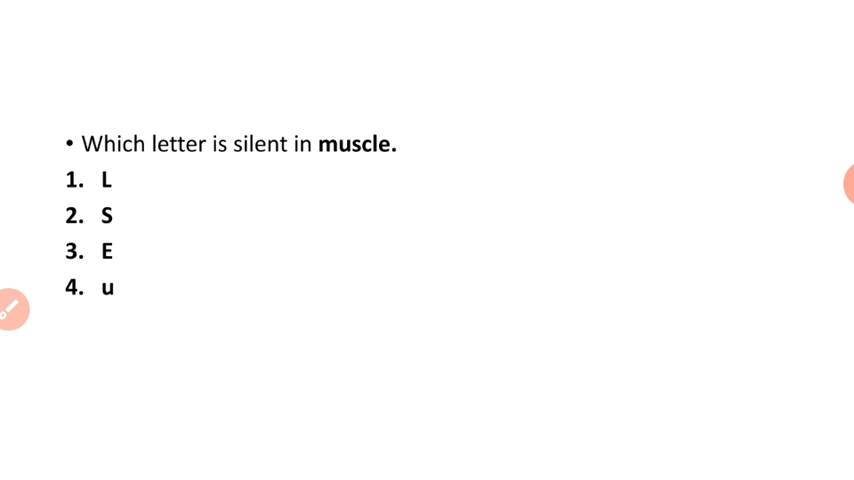 • Which letter is silent in muscle.
1. L
2. S
3. E
4. u